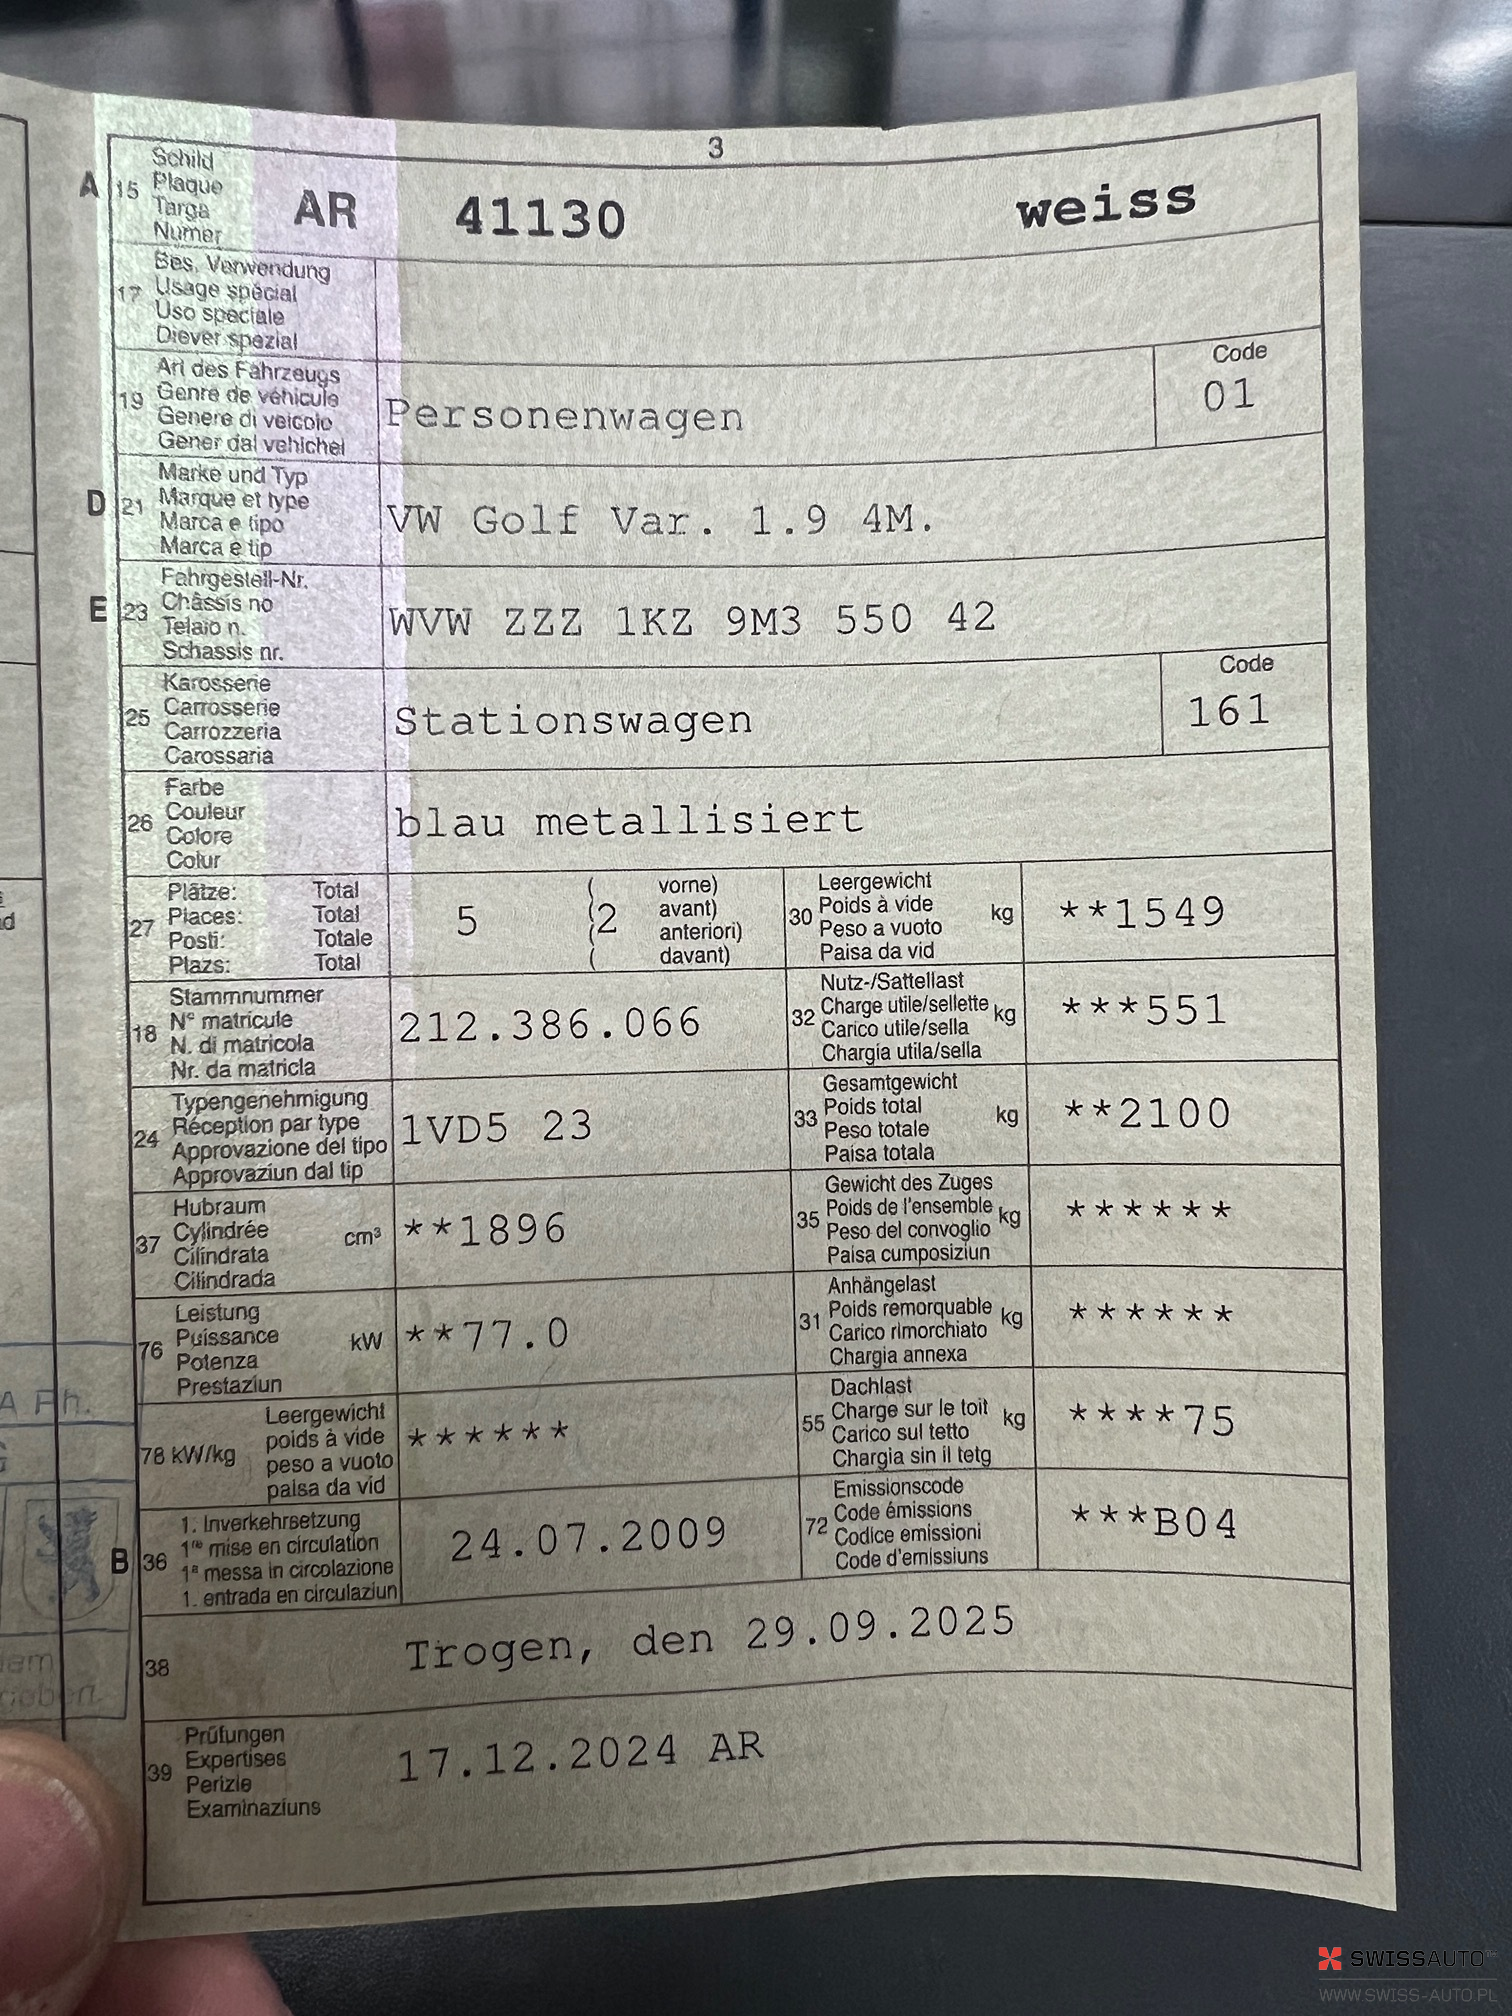 3
A 15 Schild
Plaque
Targa
Numer
AR 41130 weiss
17 Bes. Verwendung
Usage spécial
Uso speciale
Diever spezial
19 Art des Fahrzeugs
Genre de véhicule
Genere di veicolo
Gener dal vehichel
Personenwagen
Code
01
D 21 Marke und Typ
Marque et type
Marca e tipo
Marca e tip
VW Golf Var. 1.9 4M.
E 23 Fahrgestell-Nr.
Châssis no
Telaio n.
Schassis nr.
WVW ZZZ 1KZ 9M3 550 42
25 Karosserie
Carrosserie
Carrozzeria
Carossaria
Stationswagen
Code
161
26 Farbe
Couleur
Colore
Colur
blau metallisiert
27 Plätze: Total
Places: Total
Posti: Totale
Plazs: Total
5 (2 vorne)
avant)
anteriori)
davant)
30 Leergewicht
Poids à vide kg
Peso a vuoto
Paisa da vid
**1549
18 Stammnummer
N° matricule
N. di matricola
Nr. da matricla
212.386.066
32 Nutz-/Sattellast
Charge utile/sellette kg
Carico utile/sella
Chargia utila/sella
***551
24 Typengenehmigung
Réception par type
Approvazione del tipo
Approvaziun dal tip
1VD5 23
33 Gesamtgewicht
Poids total kg
Peso totale
Paisa totala
**2100
37 Hubraum
Cylindrée cm³
Cilindrata
Cilindrada
**1896
35 Gewicht des Zuges
Poids de l'ensemble kg
Peso del convoglio
Paisa cumposiziun
******
76 Leistung
Puissance kW
Potenza
Prestaziun
**77.0
31 Anhängelast
Poids remorquable kg
Carico rimorchiato
Chargia annexa
******
78 kW/kg Leergewicht
poids à vide
peso a vuoto
paisa da vid
******
55 Dachlast
Charge sur le toit kg
Carico sul tetto
Chargia sin il tetg
****75
B 36 1. Inverkehrsetzung
1re mise en circulation
1a messa in circolazione
1. entrada en circulaziun
24.07.2009
72 Emissionscode
Code émissions
Codice emissioni
Code d'emissiuns
***B04
38 Trogen, den 29.09.2025
39 Prüfungen
Expertises
Perizie
Examinaziuns
17.12.2024 AR
SWISSAUTO
WWW.SWISS-AUTO.PL